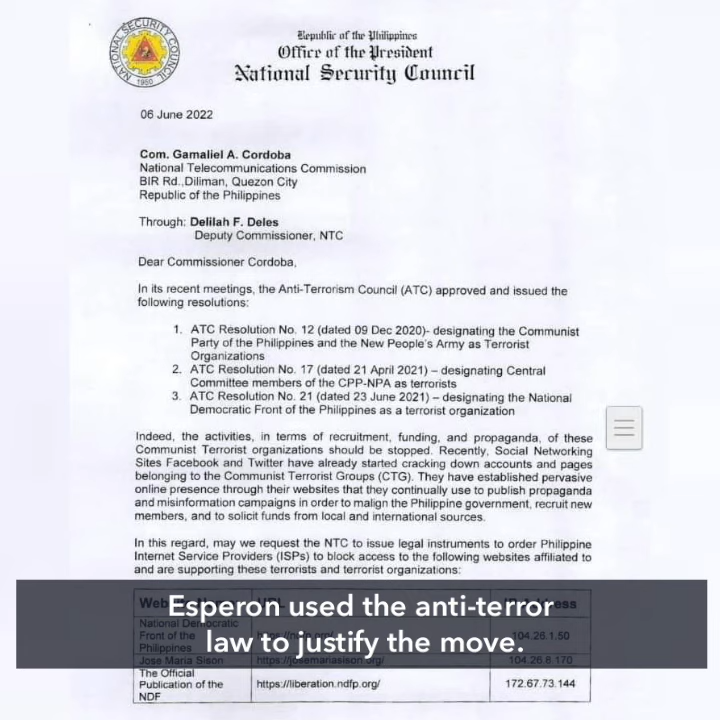 NATIONAL SECURITY COUNCIL
1950
Republic of the Philippines
Office of the President
National Security Council
06 June 2022
Com. Gamaliel A. Cordoba
National Telecommunications Commission
BIR Rd.,Diliman, Quezon City
Republic of the Philippines
Through: Delilah F. Deles
Deputy Commissioner, NTC
Dear Commissioner Cordoba,
In its recent meetings, the Anti-Terrorism Council (ATC) approved and issued the
following resolutions:
1. ATC Resolution No. 12 (dated 09 Dec 2020)- designating the Communist
Party of the Philippines and the New People's Army as Terrorist
Organizations
2. ATC Resolution No. 17 (dated 21 April 2021) – designating Central
Committee members of the CPP-NPA as terrorists
3. ATC Resolution No. 21 (dated 23 June 2021) – designating the National
Democratic Front of the Philippines as a terrorist organization
Indeed, the activities, in terms of recruitment, funding, and propaganda, of these
Communist Terrorist organizations should be stopped. Recently, Social Networking
Sites Facebook and Twitter have already started cracking down accounts and pages
belonging to the Communist Terrorist Groups (CTG). They have established pervasive
online presence through their websites that they continually use to publish propaganda
and misinformation campaigns in order to malign the Philippine government, recruit new
members, and to solicit funds from local and international sources.
In this regard, may we request the NTC to issue legal instruments to order Philippine
Internet Service Providers (ISPs) to block access to the following websites affiliated to
and are supporting these terrorists and terrorist organizations:
Esperon used the anti-terror
law to justify the move.
National Democratic
Front of the
Philippines
104.26.1.50
Jose Maria Sison https://josemariasison.org/ 104.26.8.170
The Official
Publication of the
NDF
https://liberation.ndfp.org/ 172.67.73.144